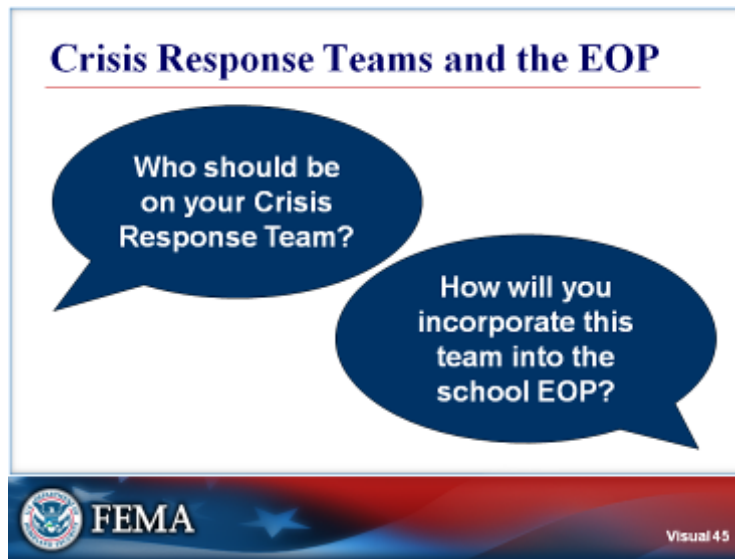 Crisis Response Teams and the EOP
Who should be
on your Crisis
Response Team?
How will you
incorporate this
team into the
school EOP?
FEMA
Visual 45